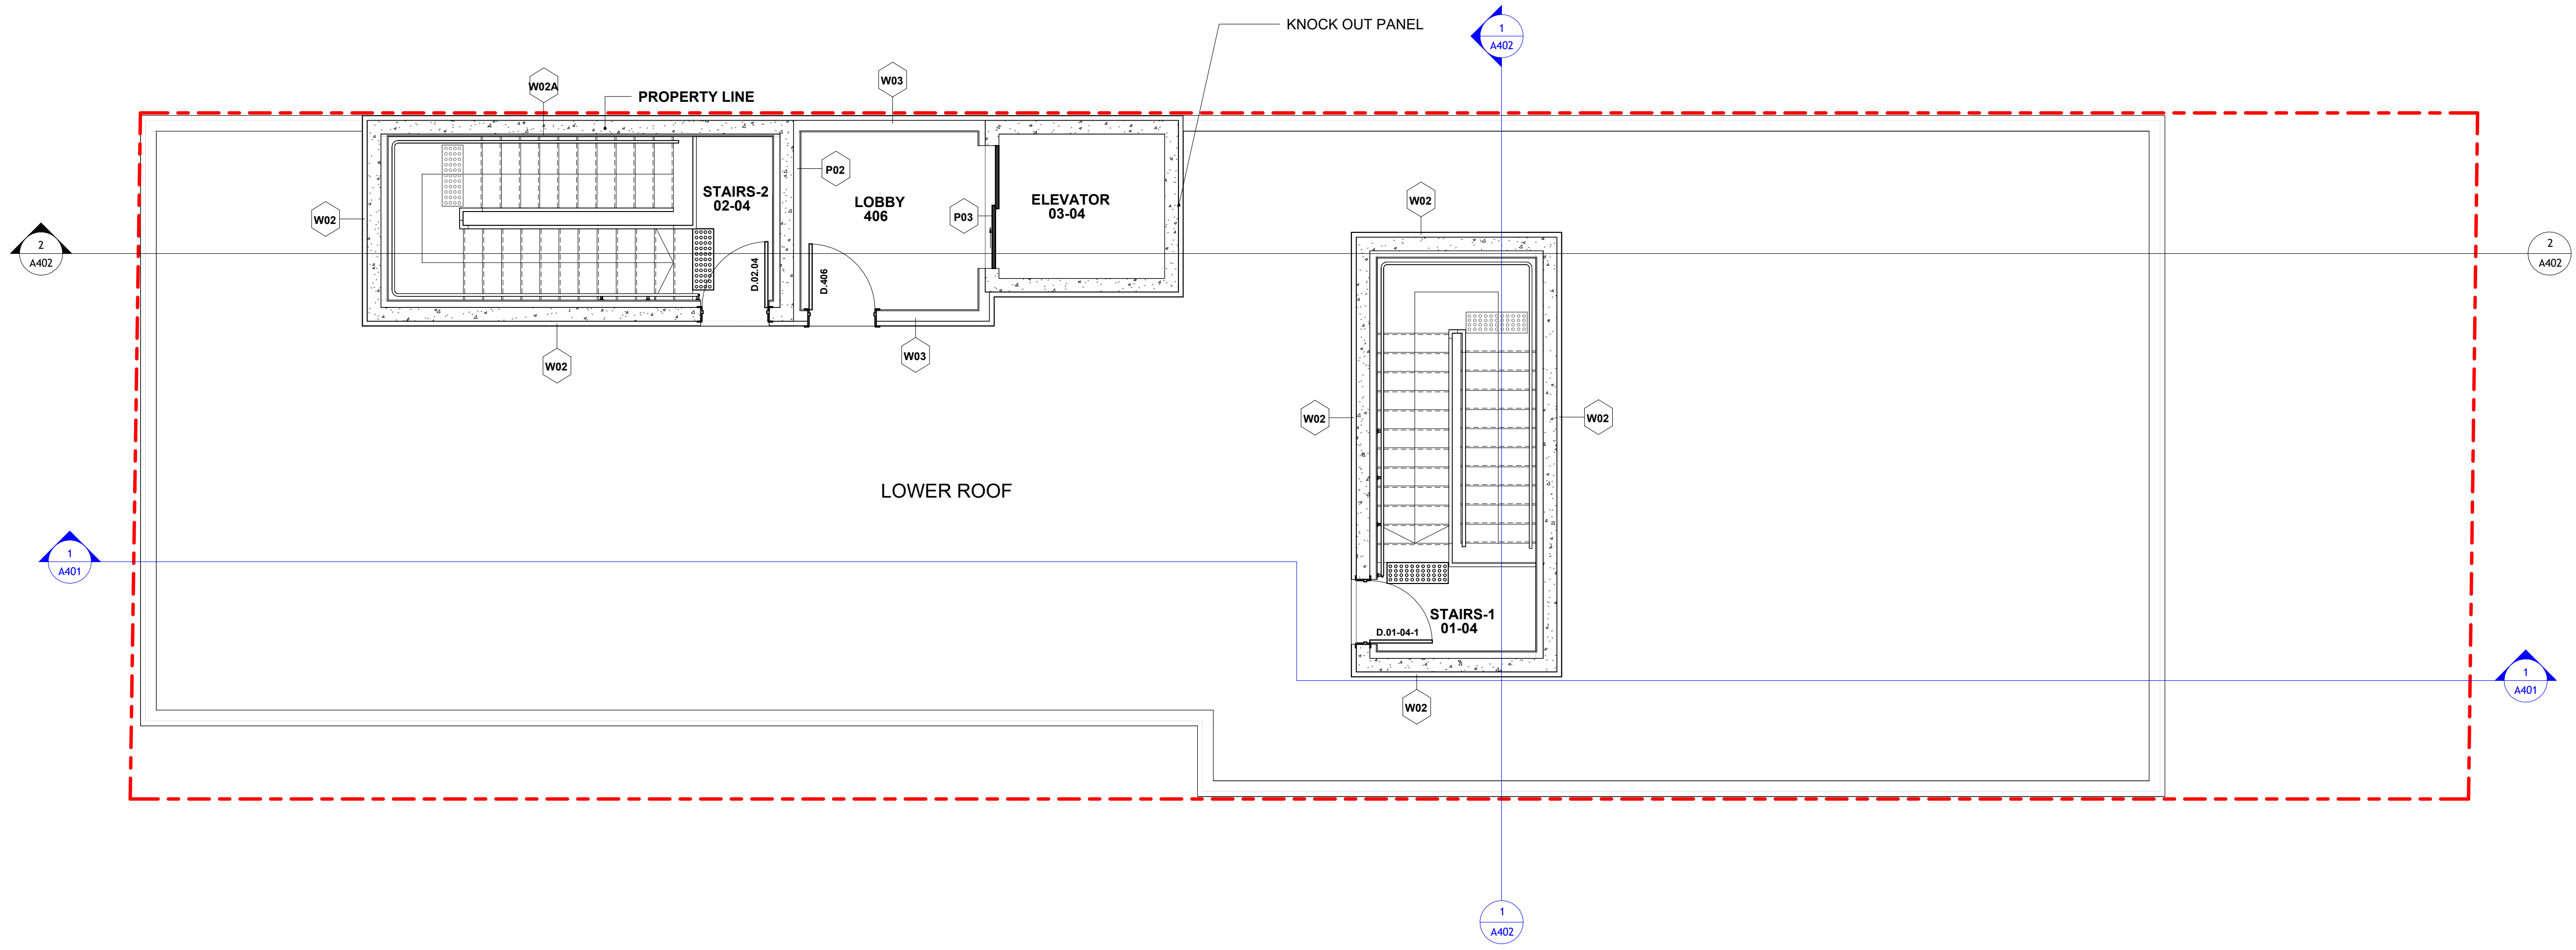 KNOCK OUT PANEL
1
A402
W02A
W03
PROPERTY LINE
P02
STAIRS-2
02-04
LOBBY
406
P03
ELEVATOR
03-04
W02
W02
2
A402
2
A402
D.02.04
D.406
W03
W02
W02
W02
LOWER ROOF
1
A401
STAIRS-1
01-04
D.01-04-1
1
A401
W02
1
A402